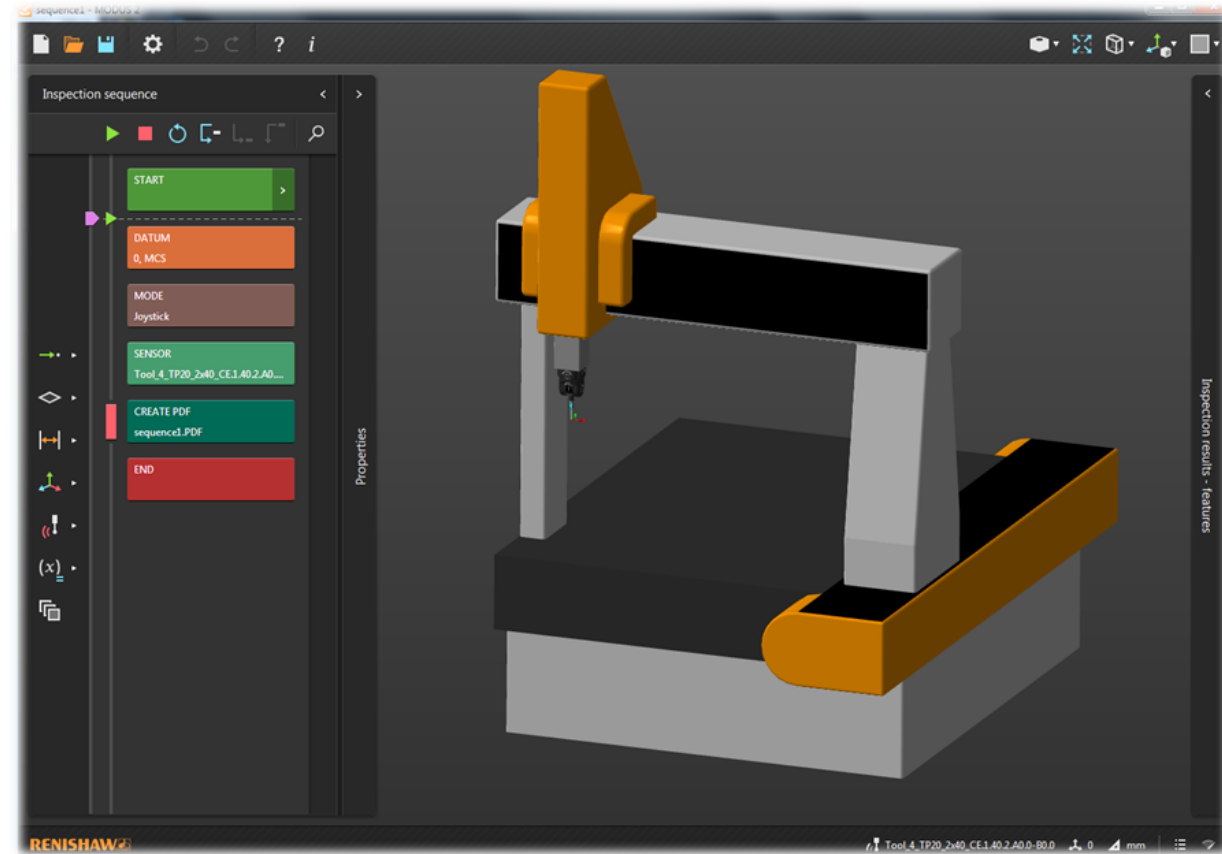 sequence1 - MODUS 2
? i
Inspection sequence
START
DATUM
0, MCS
MODE
Joystick
SENSOR
Tool_4_TP20_2x40_CE.1.40.2.A0....
CREATE PDF
sequence1.PDF
END
(x)
Properties
Inspection results - features
RENISHAW
Tool_4_TP20_2x40_CE.1.40.2.A0.0-B0.0 0 mm